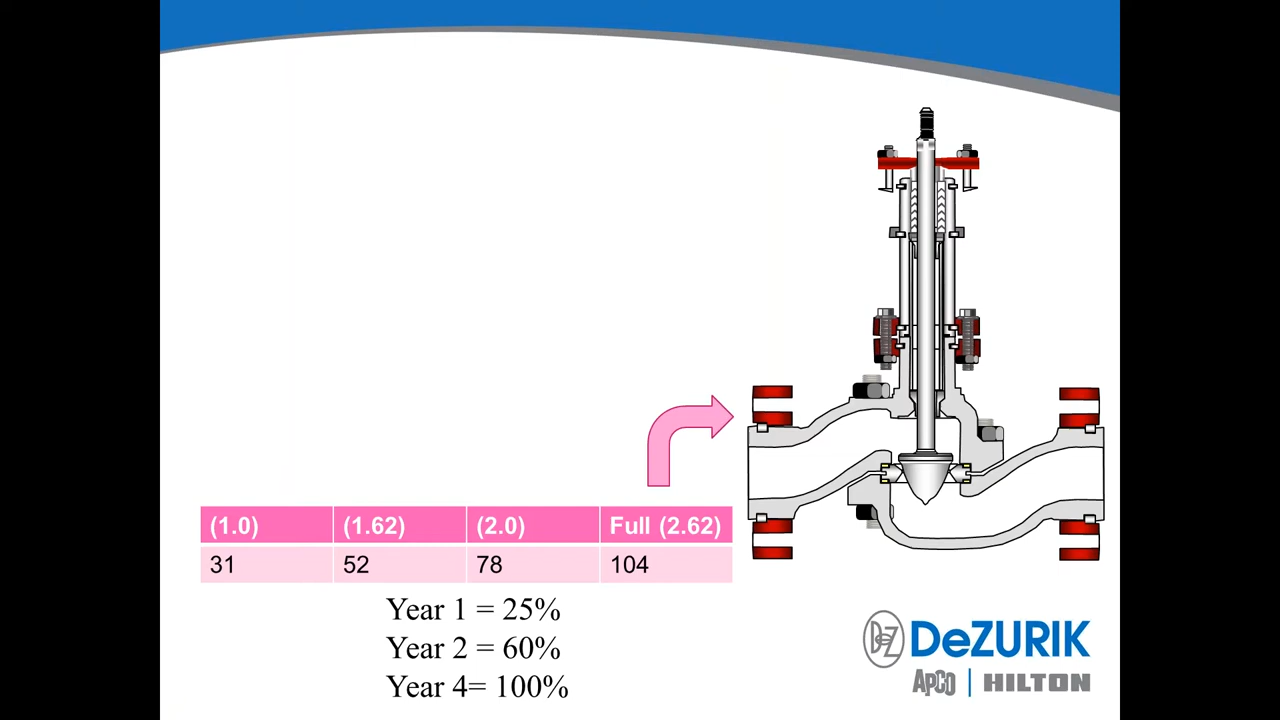 (1.0) (1.62) (2.0) Full (2.62)
31 52 78 104
Year 1 = 25%
Year 2 = 60%
Year 4= 100%
DeZ DeZURIK
APCO | HILTON